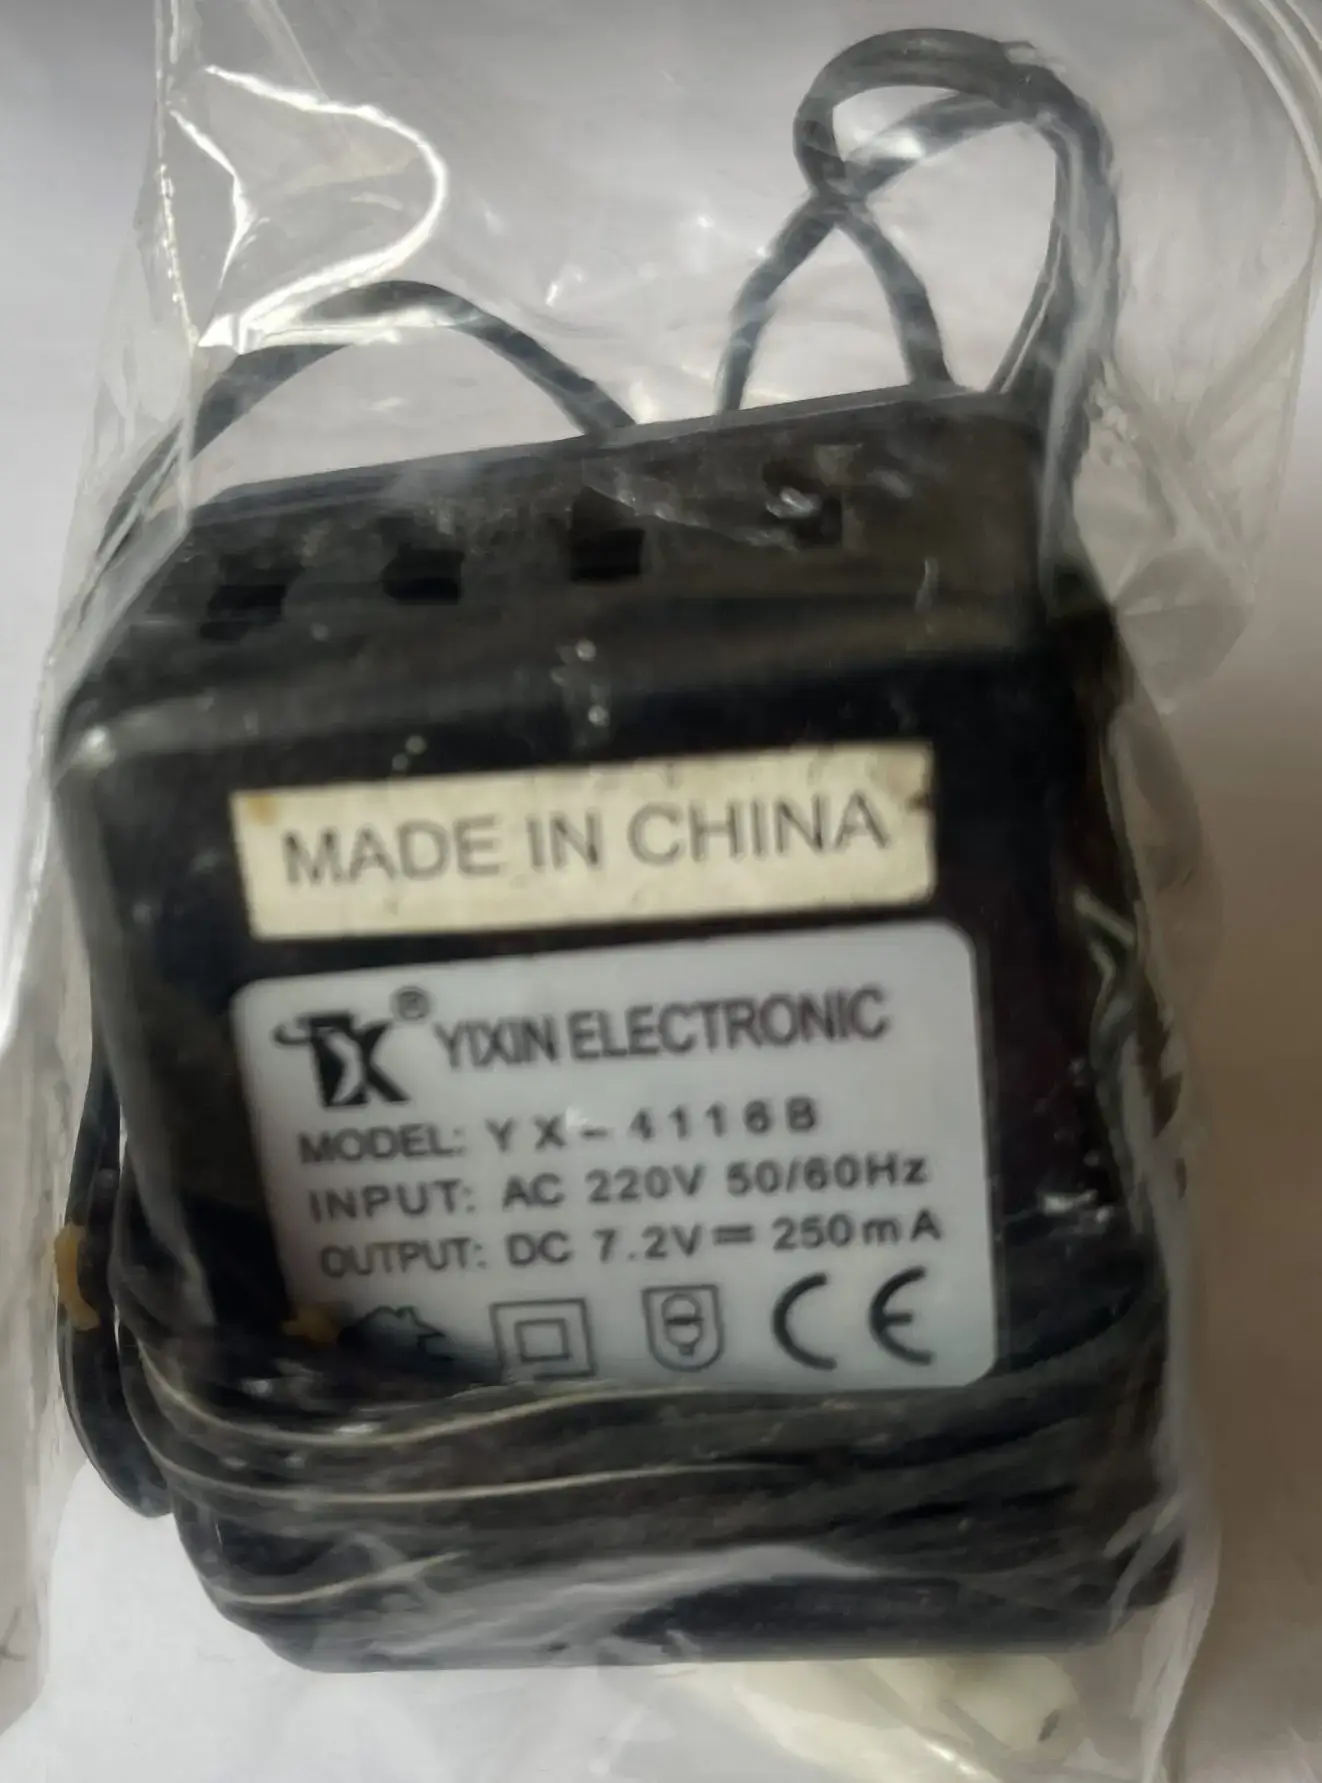 MADE IN CHINA
YX® YIXIN ELECTRONIC
MODEL: YX-4116B
INPUT: AC 220V 50/60Hz
OUTPUT: DC 7.2V⎓250mA
CE